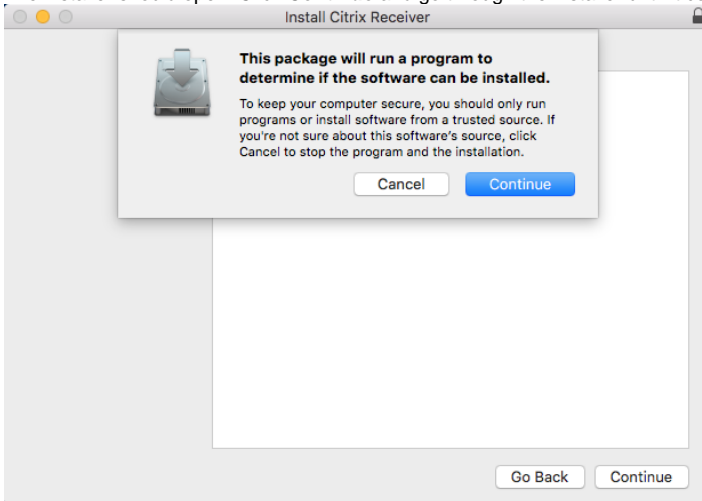 Install Citrix Receiver
This package will run a program to
determine if the software can be installed.
To keep your computer secure, you should only run
programs or install software from a trusted source. If
you're not sure about this software's source, click
Cancel to stop the program and the installation.
Cancel
Continue
Go Back
Continue